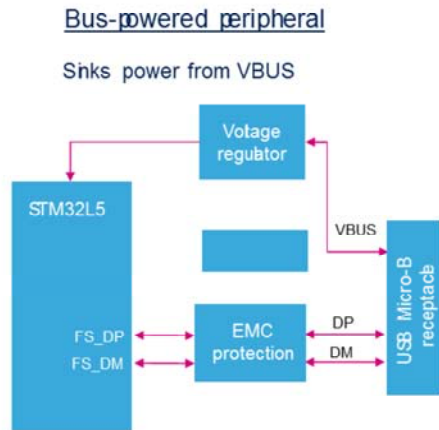 Bus-powered peripheral
Sinks power from VBUS
Votage
regulator
STM32L5
VBUS
FS_DP
FS_DM
EMC
protection
DP
DM
USB Micro-B
receptacle